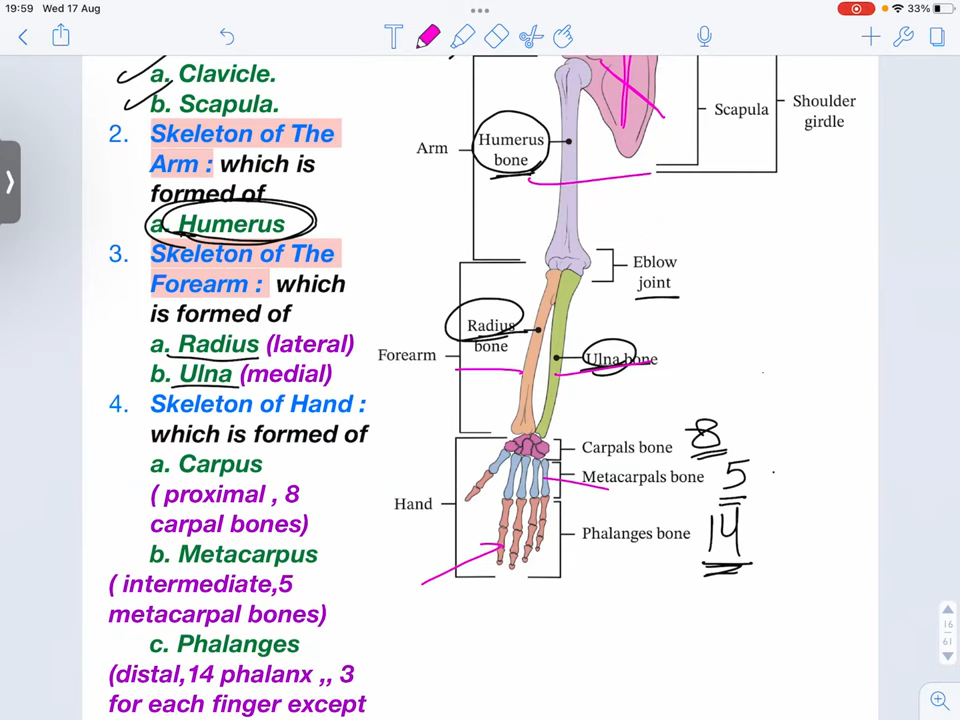 19:59 Wed 17 Aug
33%
T
a. Clavicle.
b. Scapula.
2. Skeleton of The
Arm : which is
formed of
a. Humerus
3. Skeleton of The
Forearm : which
is formed of
a. Radius (lateral)
b. Ulna (medial)
4. Skeleton of Hand :
which is formed of
a. Carpus
( proximal , 8
carpal bones)
b. Metacarpus
( intermediate,5
metacarpal bones)
c. Phalanges
(distal,14 phalanx ,, 3
for each finger except
Scapula
Shoulder
girdle
Arm
Humerus
bone
Eblow
joint
Radius
bone
Forearm
Ulna bone
Carpals bone 8
Metacarpals bone 5
Hand
Phalanges bone 14
16
61